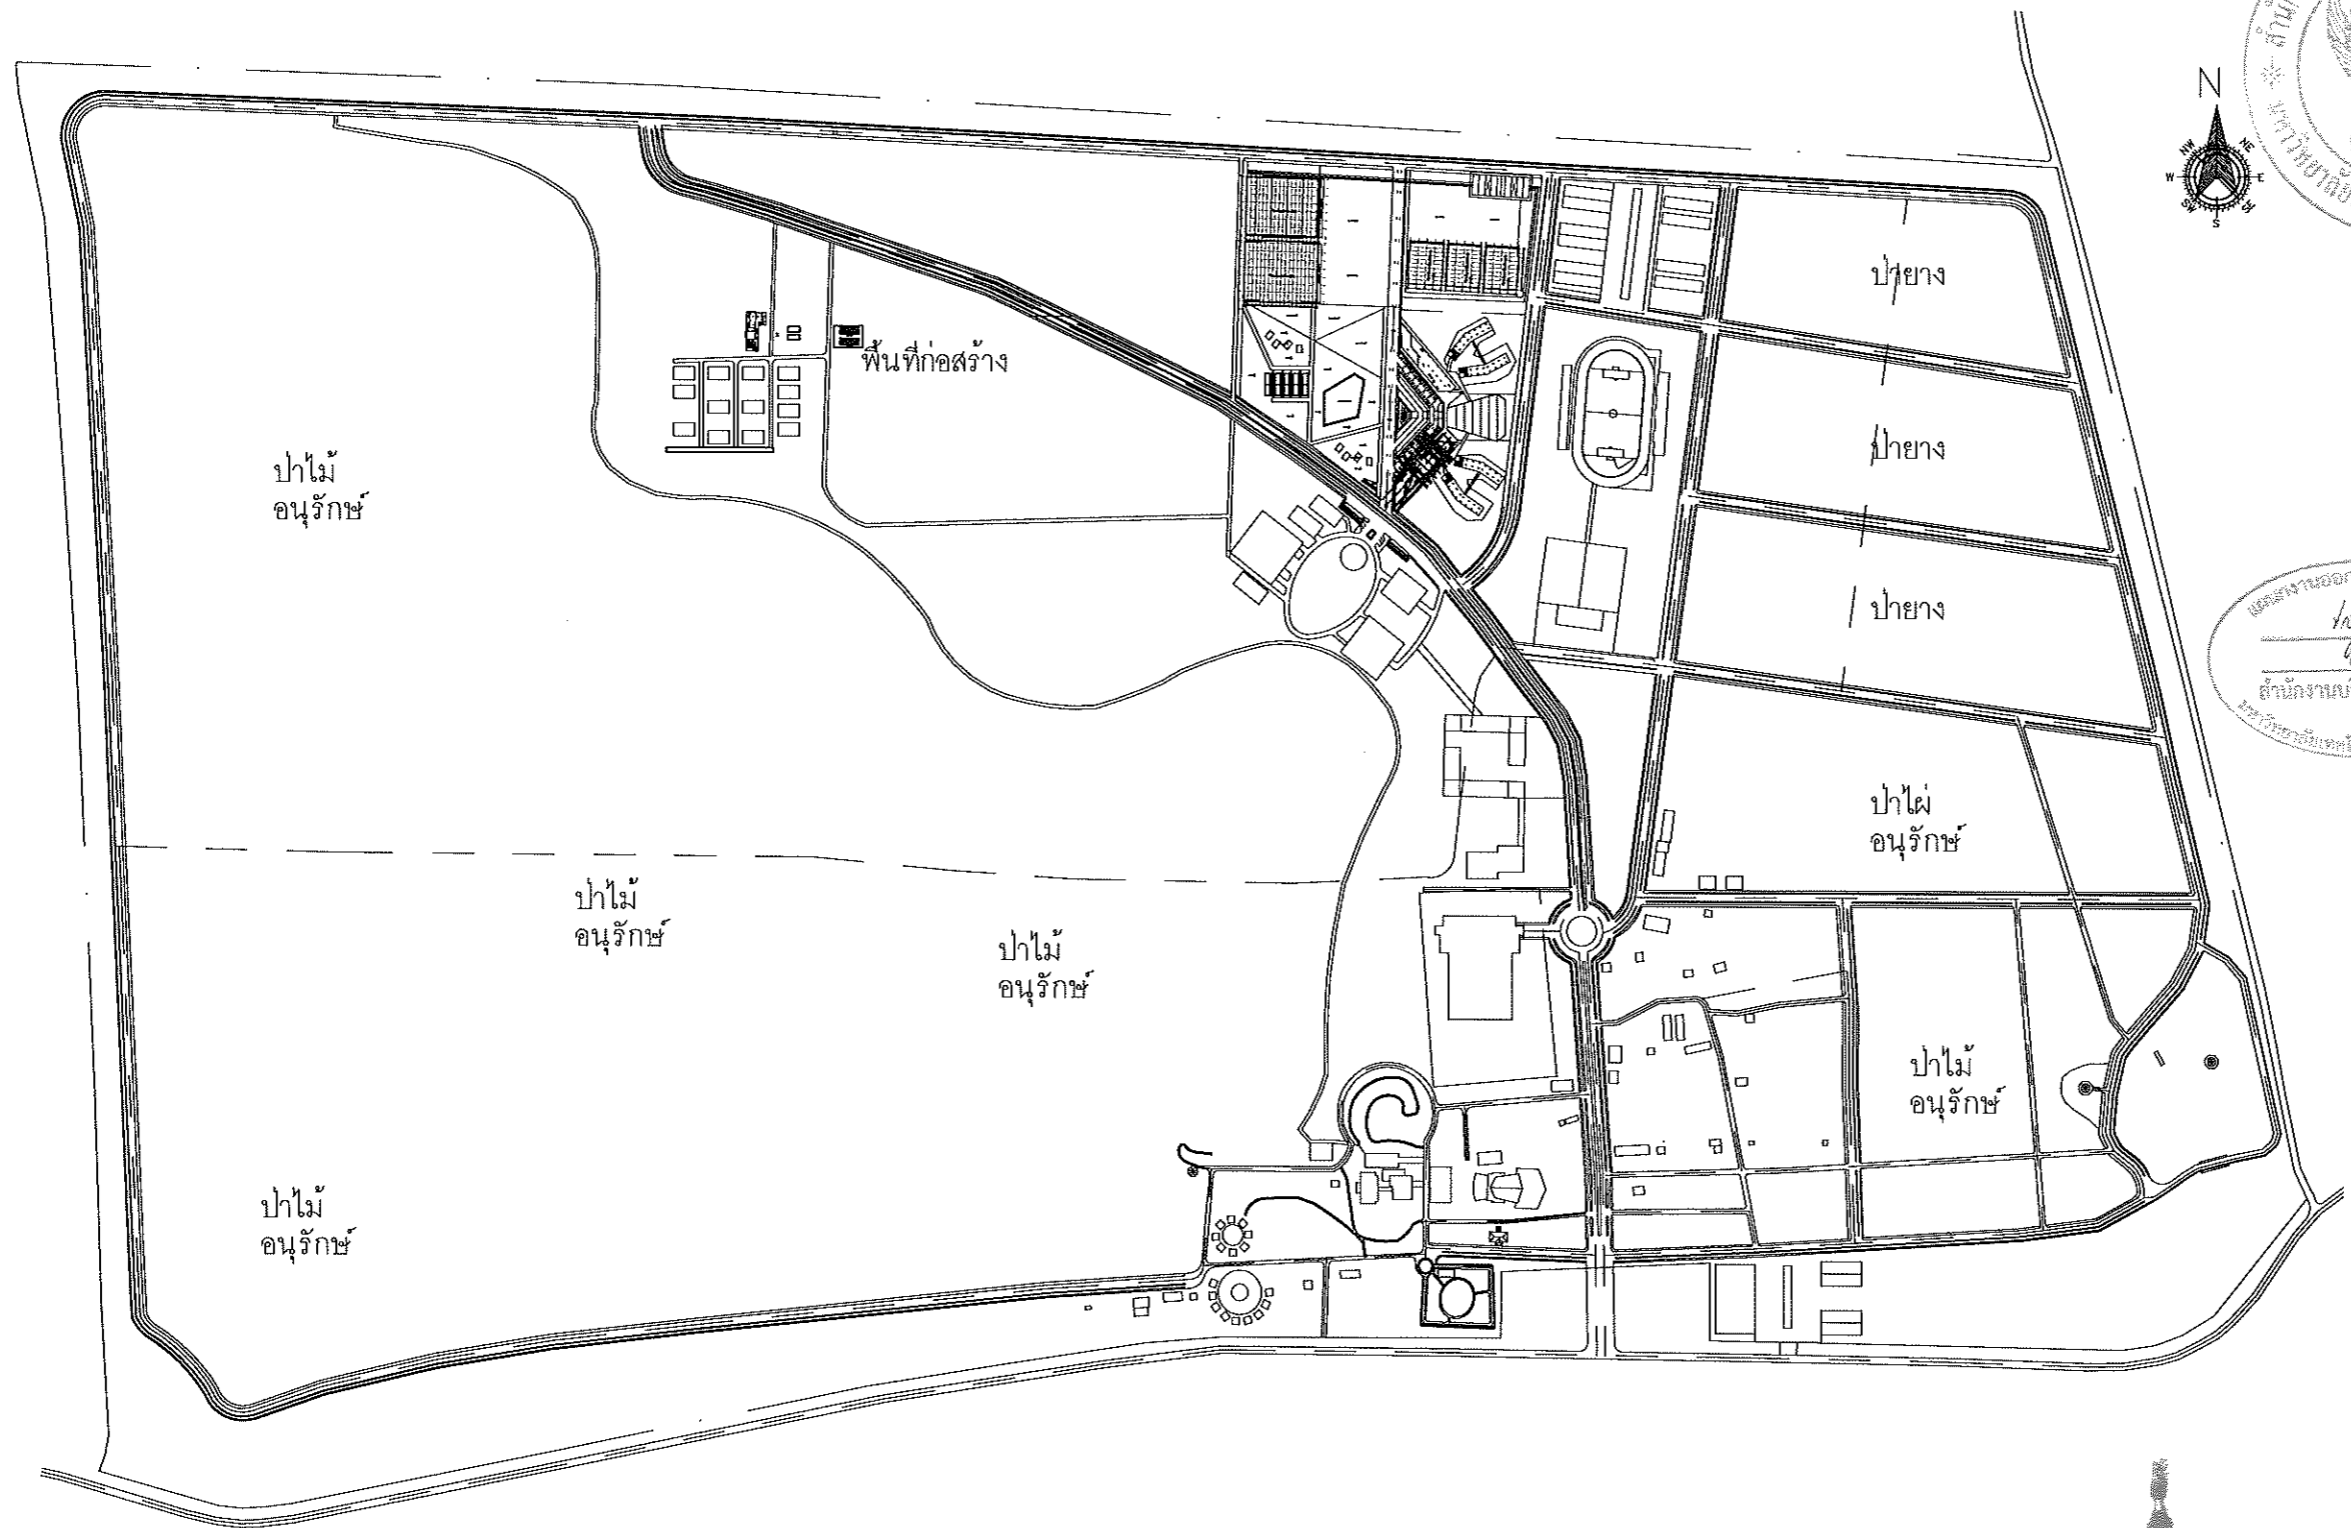 N
NW
NE
W
E
SW
SE
S
ป่ายาง
พื้นที่ก่อสร้าง
ป่ายาง
ป่าไม้
อนุรักษ์
ป่ายาง
ป่าไผ่
อนุรักษ์
ป่าไม้
อนุรักษ์
ป่าไม้
อนุรักษ์
ป่าไม้
อนุรักษ์
ป่าไม้
อนุรักษ์